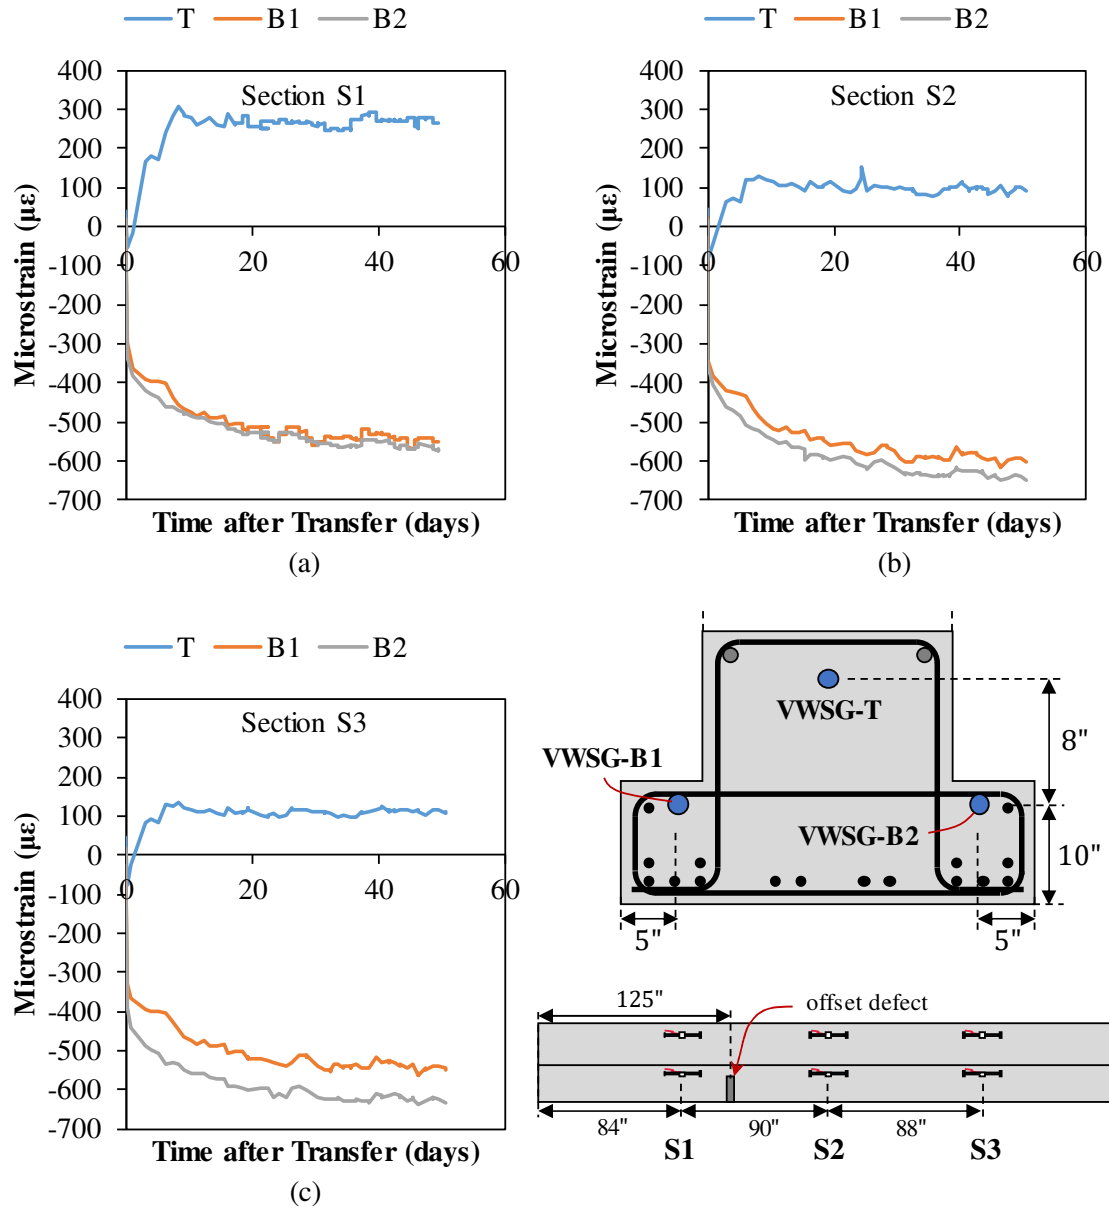 T B1 B2
400
300
200
100
0
-100
-200
-300
-400
-500
-600
-700
Section S1
0 20 40 60
Microstrain (με)
Time after Transfer (days)
(a)
T B1 B2
400
300
200
100
0
-100
-200
-300
-400
-500
-600
-700
Section S2
0 20 40 60
Microstrain (με)
Time after Transfer (days)
(b)
T B1 B2
400
300
200
100
0
-100
-200
-300
-400
-500
-600
-700
Section S3
0 20 40 60
Microstrain (με)
Time after Transfer (days)
(c)
VWSG-T
VWSG-B1
VWSG-B2
8"
10"
5"
5"
125"
offset defect
84"
90"
88"
S1
S2
S3